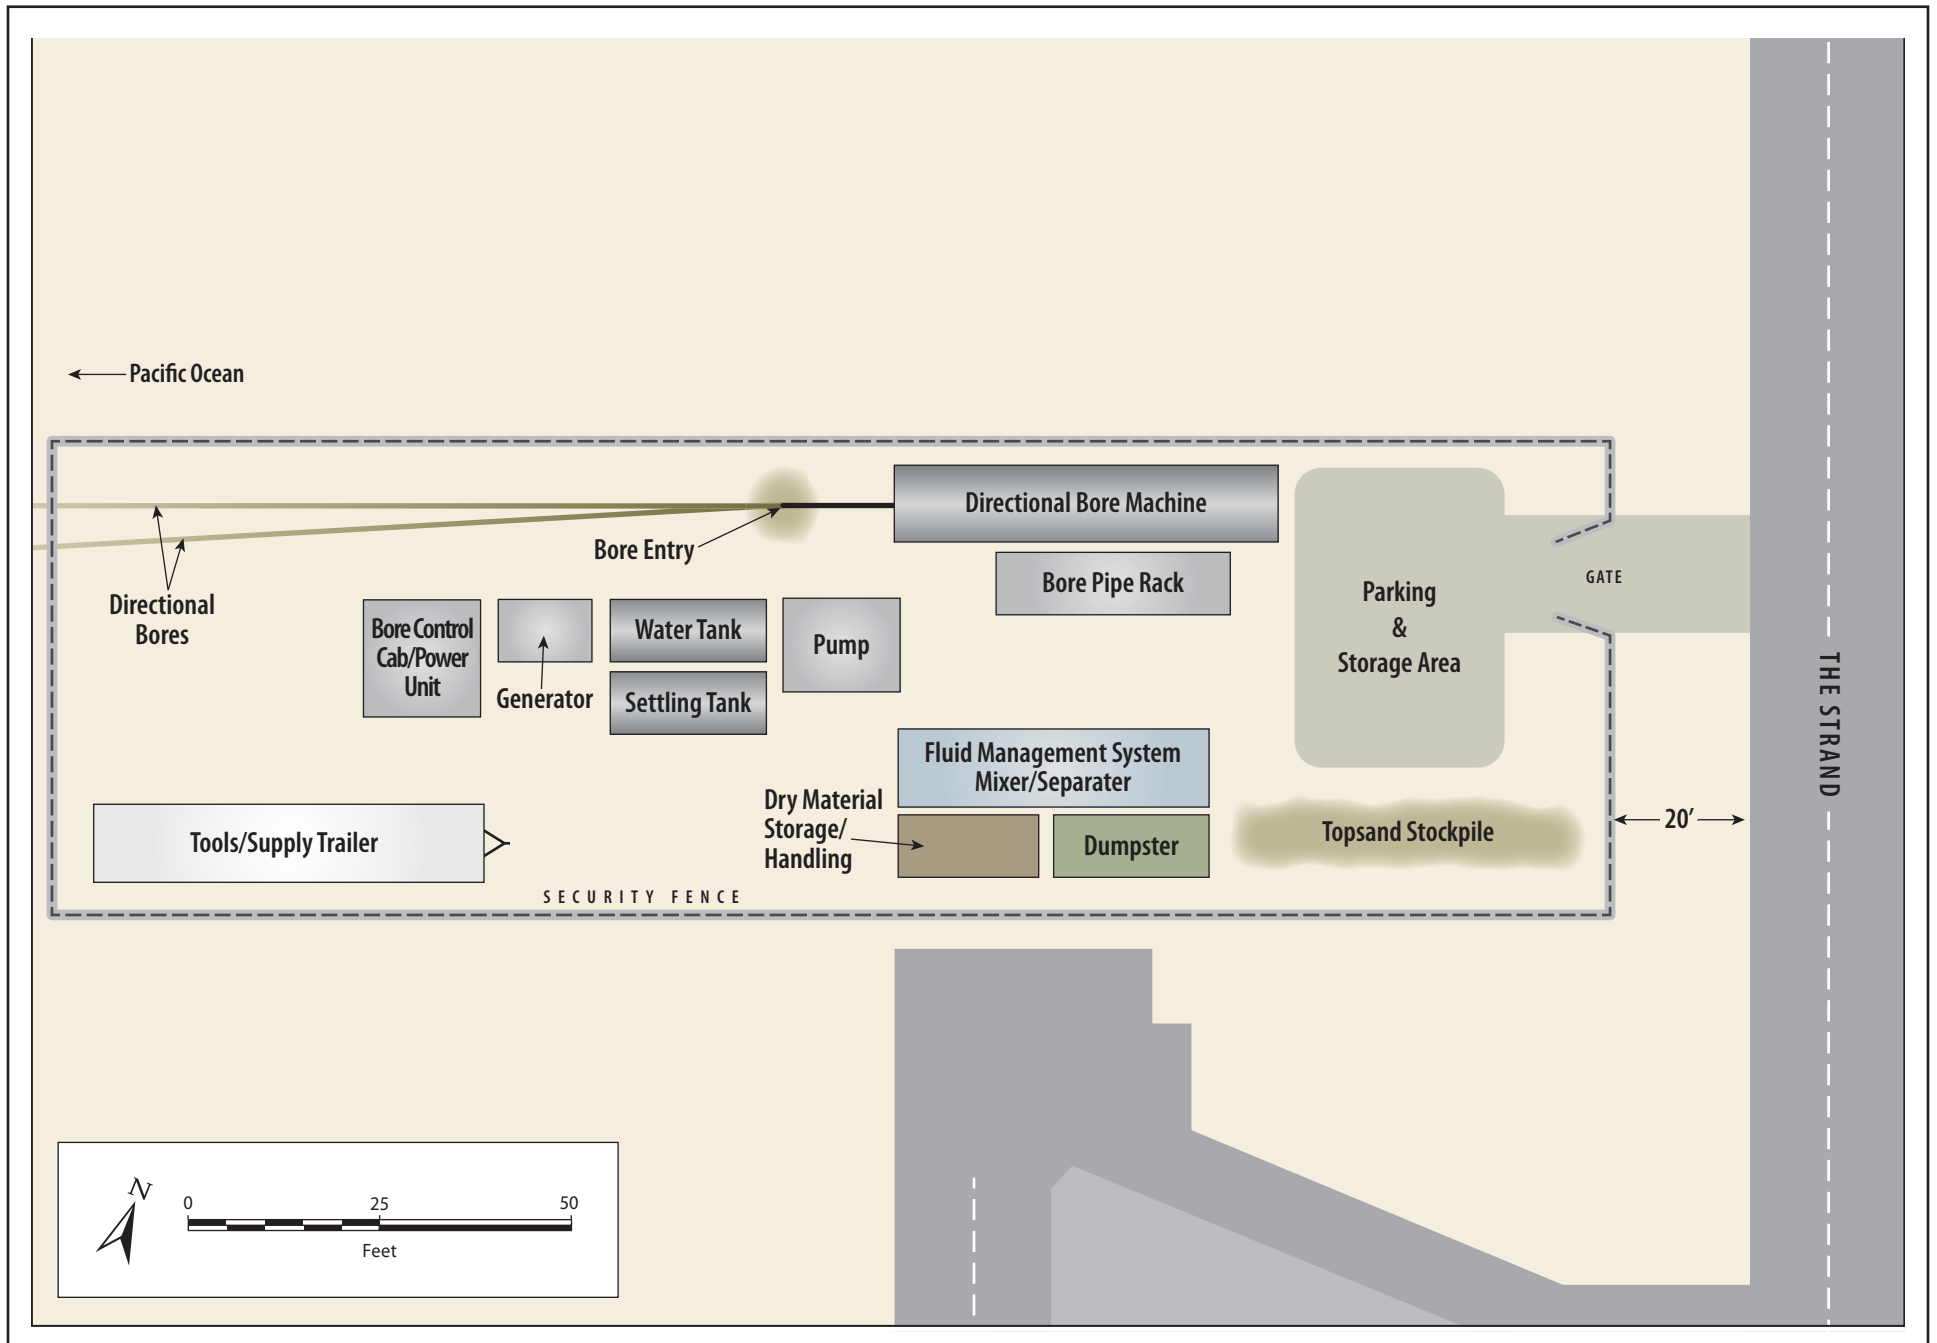 Pacific Ocean
Directional Bore Machine
Bore Entry
Bore Pipe Rack
GATE
Parking
&
Storage Area
Directional
Bores
Bore Control
Cab/Power
Unit
Generator
Water Tank
Settling Tank
Pump
THE STRAND
Fluid Management System
Mixer/Separater
Dry Material
Storage/
Handling
Dumpster
Topsand Stockpile
20′
Tools/Supply Trailer
SECURITY FENCE
N
0 25 50
Feet